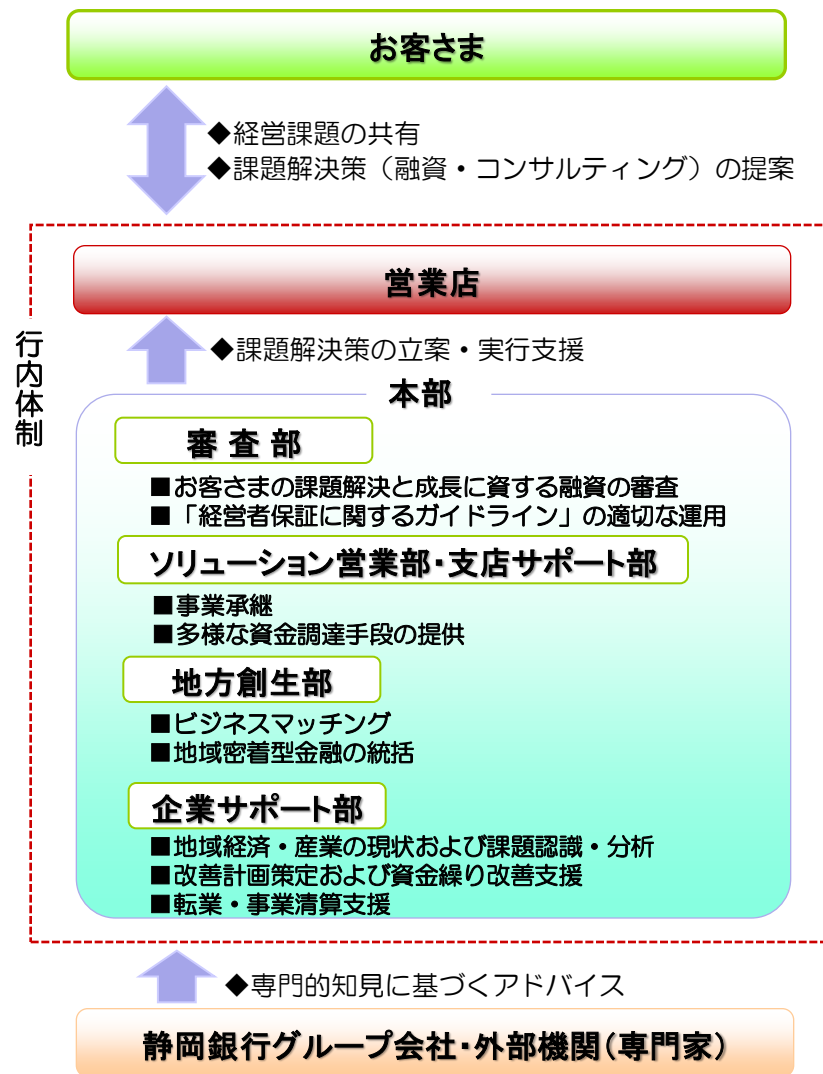 お客さま
◆経営課題の共有
◆課題解決策（融資・コンサルティング）の提案
行内体制
営業店
◆課題解決策の立案・実行支援
本部
審査部
■お客さまの課題解決と成長に資する融資の審査
■「経営者保証に関するガイドライン」の適切な運用
ソリューション営業部・支店サポート部
■事業承継
■多様な資金調達手段の提供
地方創生部
■ビジネスマッチング
■地域密着型金融の統括
企業サポート部
■地域経済・産業の現状および課題認識・分析
■改善計画策定および資金繰り改善支援
■転業・事業清算支援
◆専門的知見に基づくアドバイス
静岡銀行グループ会社・外部機関（専門家）